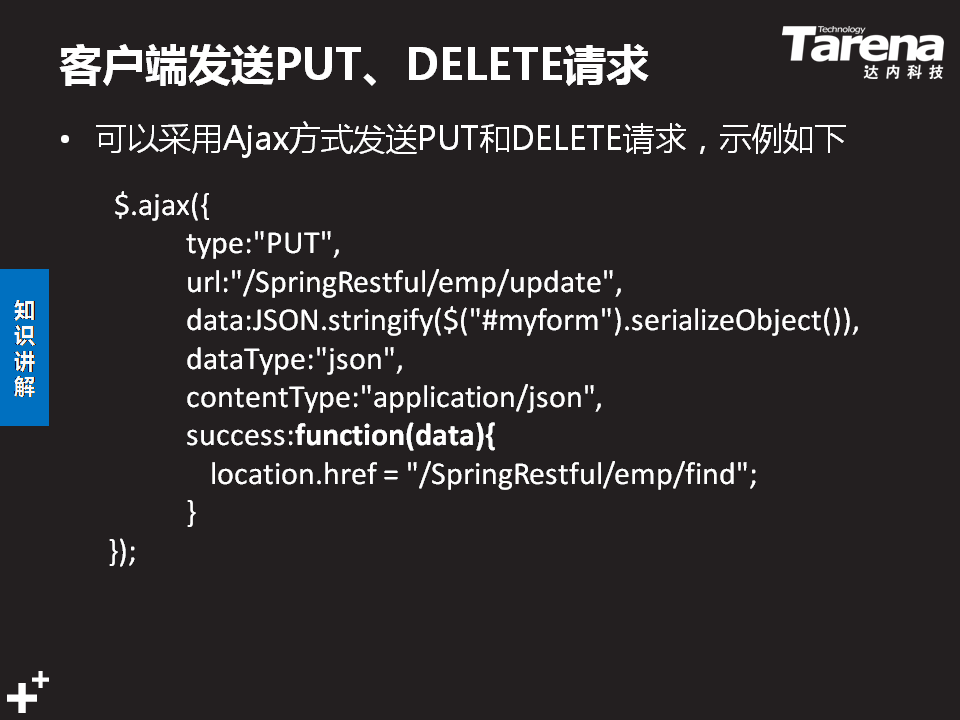 客户端发送PUT、DELETE请求
Technology
Tarena
达内科技
• 可以采用Ajax方式发送PUT和DELETE请求，示例如下
$.ajax({
type:"PUT",
url:"/SpringRestful/emp/update",
data:JSON.stringify($("#myform").serializeObject()),
dataType:"json",
contentType:"application/json",
success:function(data){
location.href = "/SpringRestful/emp/find";
}
});
知
识
讲
解